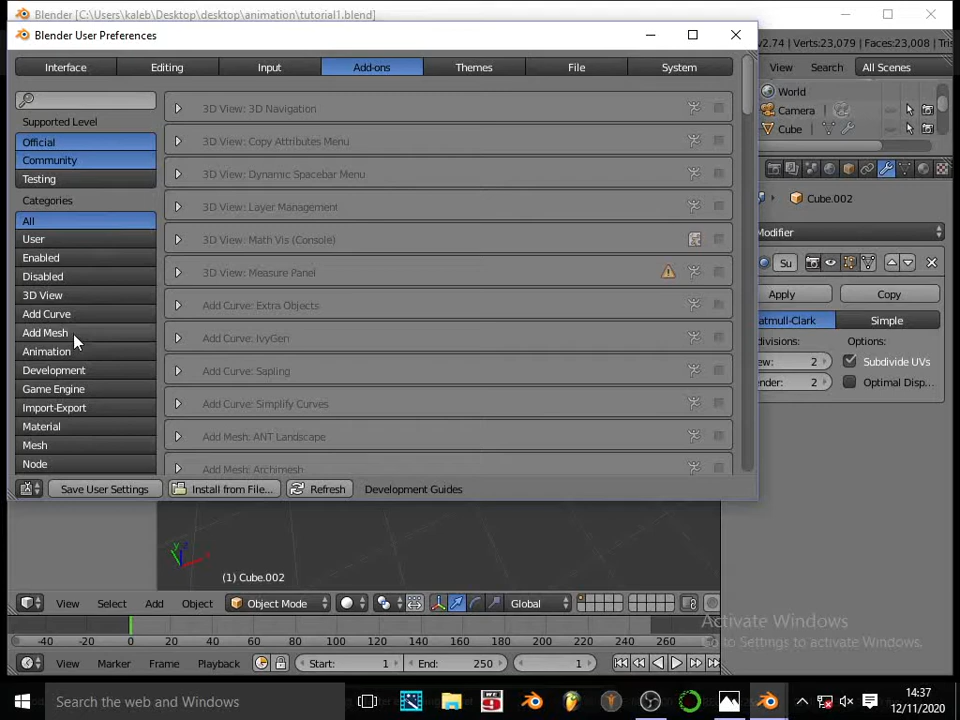 Blender [C:\Users\kaleb\Desktop\desktop\animation\tutorial1.blend]
Blender User Preferences
v2.74 | Verts:23,079 | Faces:23,008 | Tris
Interface
Editing
Input
Add-ons
Themes
File
System
View
Search
All Scenes
World
Camera
Cube
Supported Level
Official
Community
Testing
Categories
All
User
Enabled
Disabled
3D View
Add Curve
Add Mesh
Animation
Development
Game Engine
Import-Export
Material
Mesh
Node
3D View: 3D Navigation
3D View: Copy Attributes Menu
3D View: Dynamic Spacebar Menu
3D View: Layer Management
3D View: Math Vis (Console)
3D View: Measure Panel
Add Curve: Extra Objects
Add Curve: IvyGen
Add Curve: Sapling
Add Curve: Simplify Curves
Add Mesh: ANT Landscape
Add Mesh: Archimesh
Cube.002
Modifier
Su
Apply
Copy
atmull-Clark
Simple
divisions:
Options:
ew: 2
Subdivide UVs
ender: 2
Optimal Disp...
Save User Settings
Install from File...
Refresh
Development Guides
y
(1) Cube.002
View
Select
Add
Object
Object Mode
Global
Activate Windows
Go to Settings to activate Windows.
-40 -20 0 20 40 60 80 100 120 140 160 180 200 220 240 260
View
Marker
Frame
Playback
Start: 1
End: 250
1
Search the web and Windows
14:37
12/11/2020